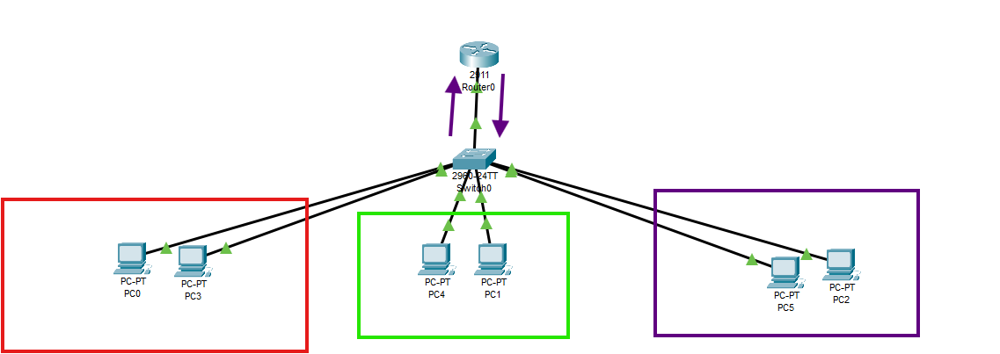 2911
Router0
2960-24TT
Switch0
PC-PT
PC0
PC-PT
PC3
PC-PT
PC4
PC-PT
PC1
PC-PT
PC5
PC-PT
PC2